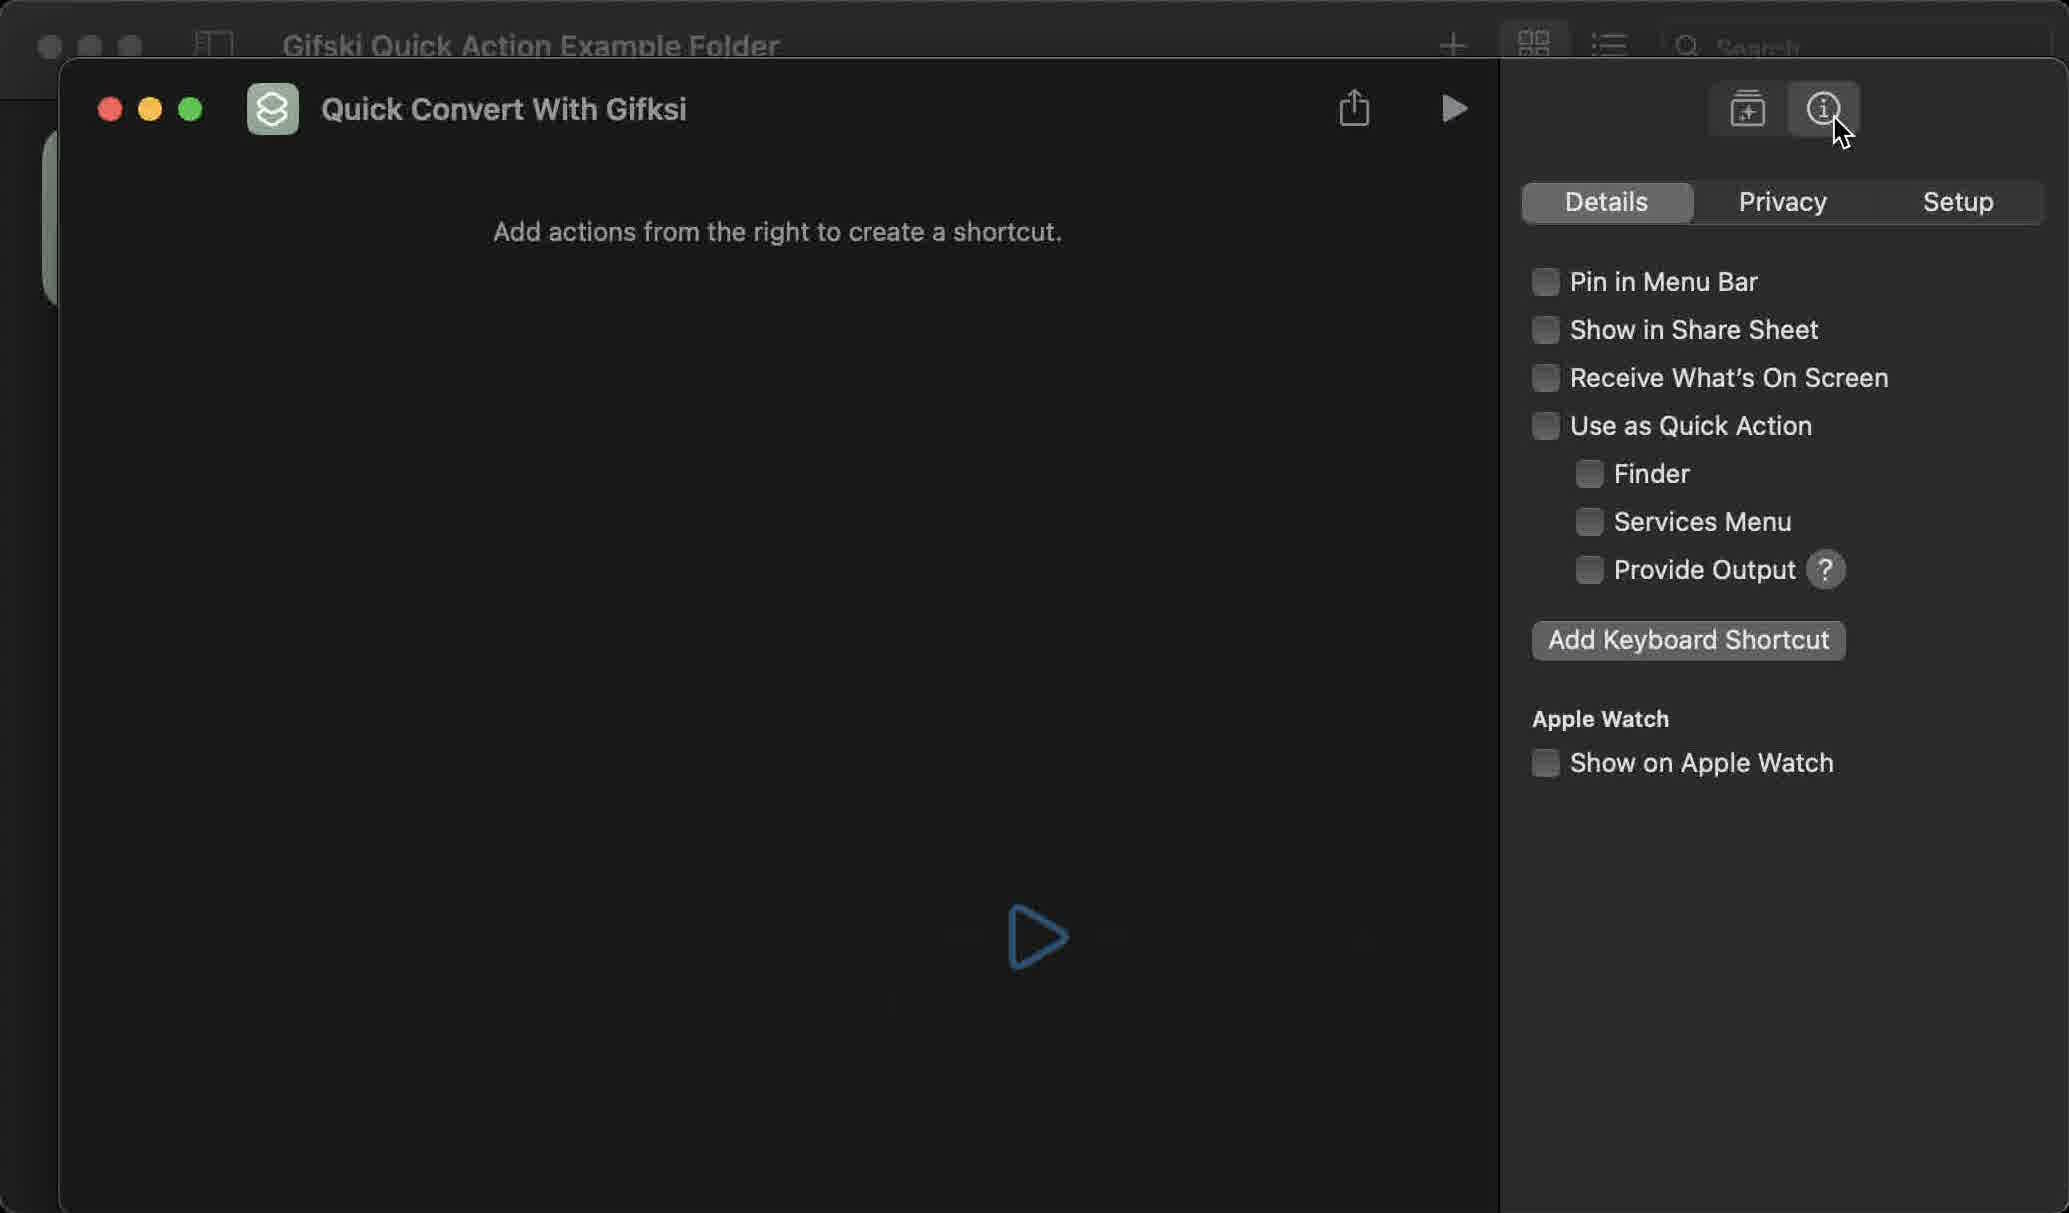 Gifski Quick Action Example Folder
Search
Quick Convert With Gifksi
Add actions from the right to create a shortcut.
Details
Privacy
Setup
Pin in Menu Bar
Show in Share Sheet
Receive What's On Screen
Use as Quick Action
Finder
Services Menu
Provide Output ?
Add Keyboard Shortcut
Apple Watch
Show on Apple Watch